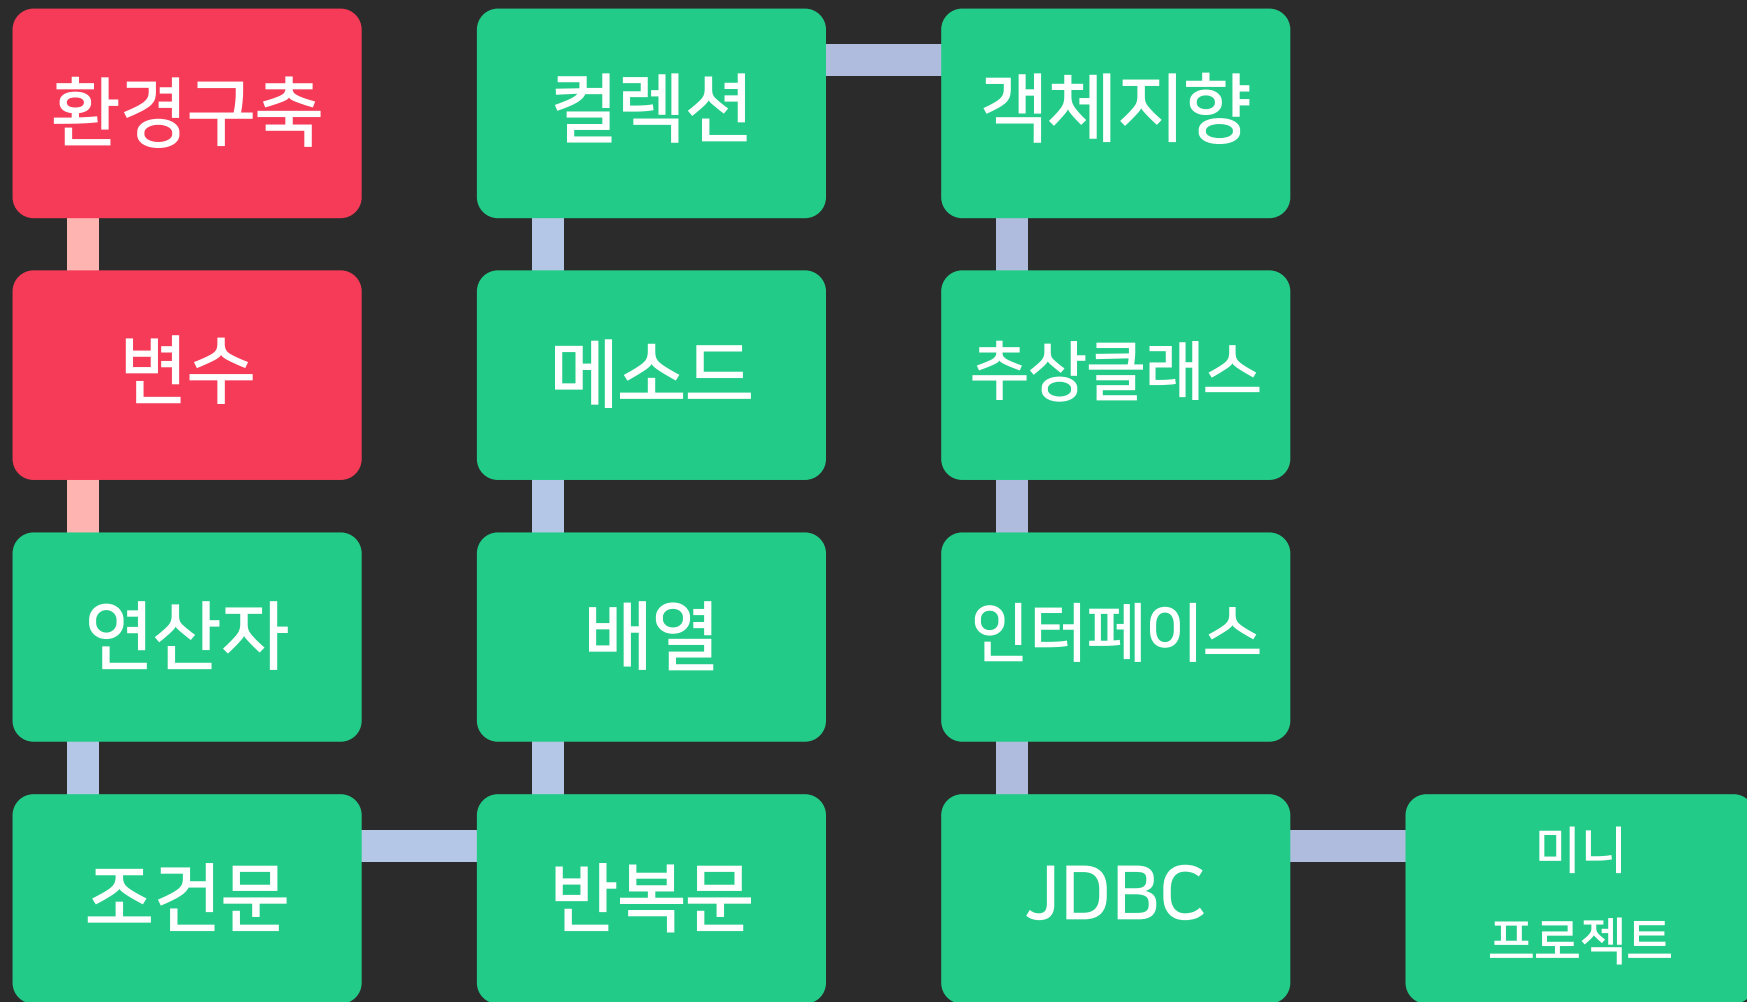 환경구축
변수
연산자
조건문
반복문
배열
메소드
컬렉션
객체지향
추상클래스
인터페이스
JDBC
미니
프로젝트